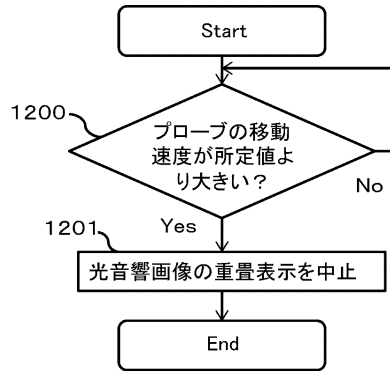 Start
1200
プローブの移動
速度が所定値よ
り大きい？
No
Yes
1201
光音響画像の重畳表示を中止
End